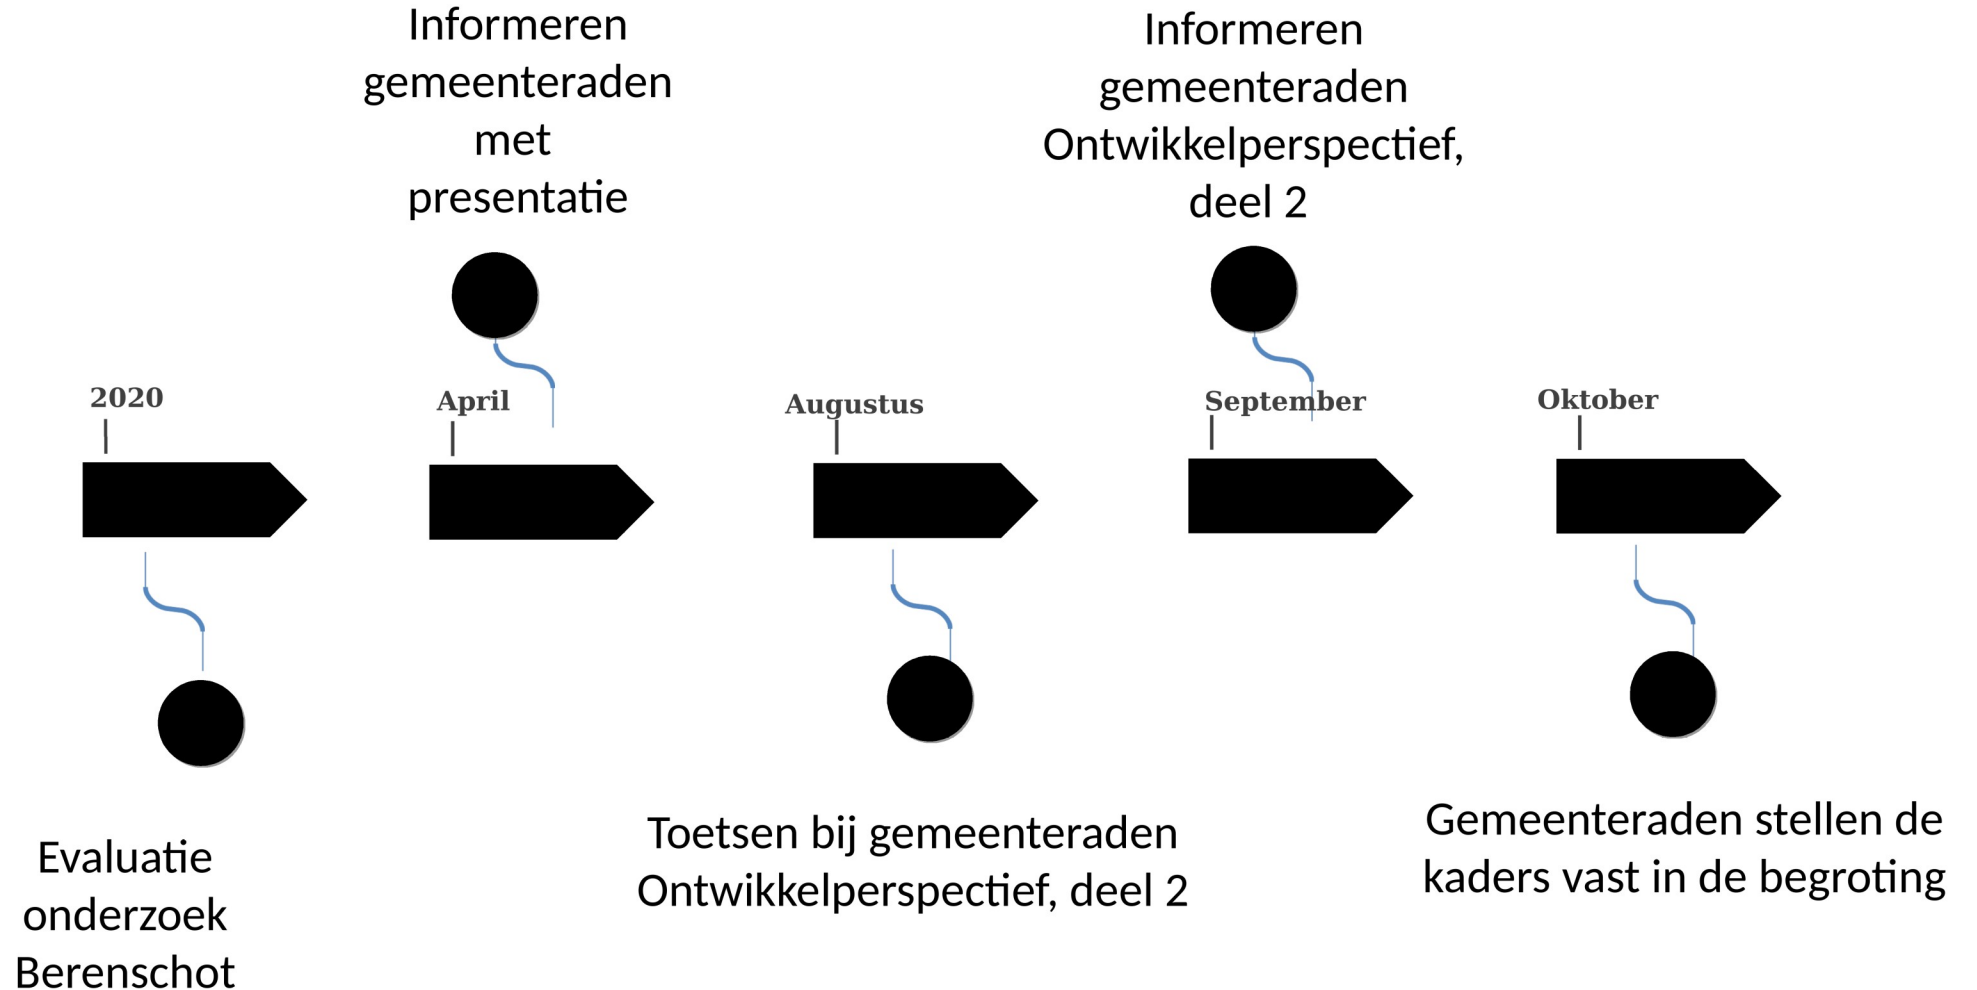 Informeren
gemeenteraden
met
presentatie
Informeren
gemeenteraden
Ontwikkelperspectief,
deel 2
2020
April
Augustus
September
Oktober
Evaluatie
onderzoek
Berenschot
Toetsen bij gemeenteraden
Ontwikkelperspectief, deel 2
Gemeenteraden stellen de
kaders vast in de begroting